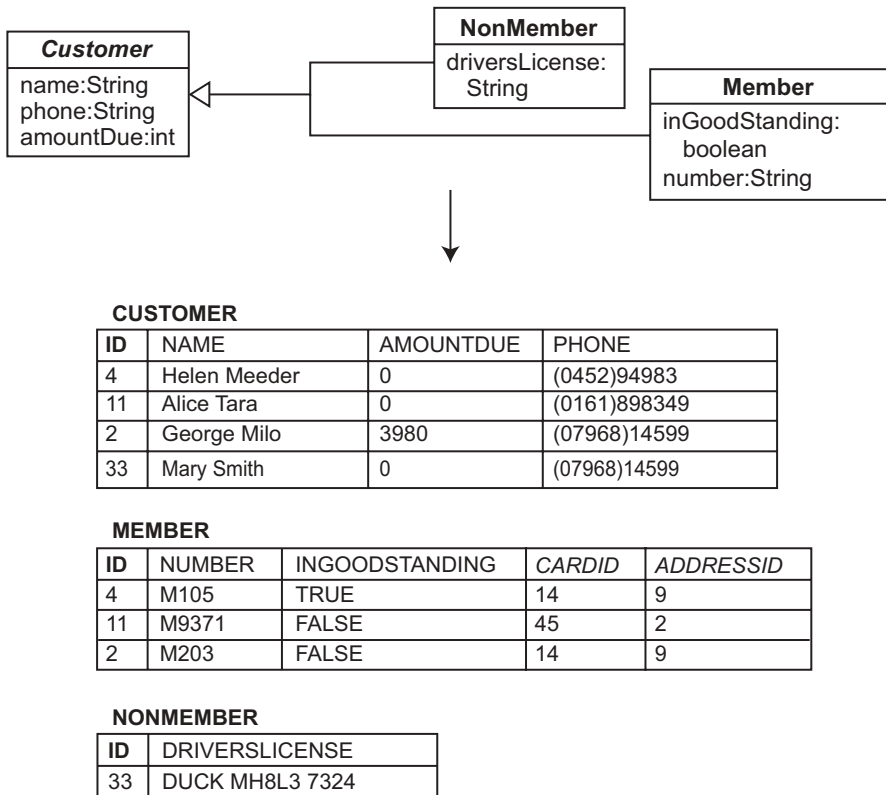 Customer
name:String
phone:String
amountDue:int
NonMember
driversLicense:
String
Member
inGoodStanding:
boolean
number:String
CUSTOMER
ID NAME AMOUNTDUE PHONE
4 Helen Meeder 0 (0452)94983
11 Alice Tara 0 (0161)898349
2 George Milo 3980 (07968)14599
33 Mary Smith 0 (07968)14599
MEMBER
ID NUMBER INGOODSTANDING CARDID ADDRESSID
4 M105 TRUE 14 9
11 M9371 FALSE 45 2
2 M203 FALSE 14 9
NONMEMBER
ID DRIVERSLICENSE
33 DUCK MH8L3 7324